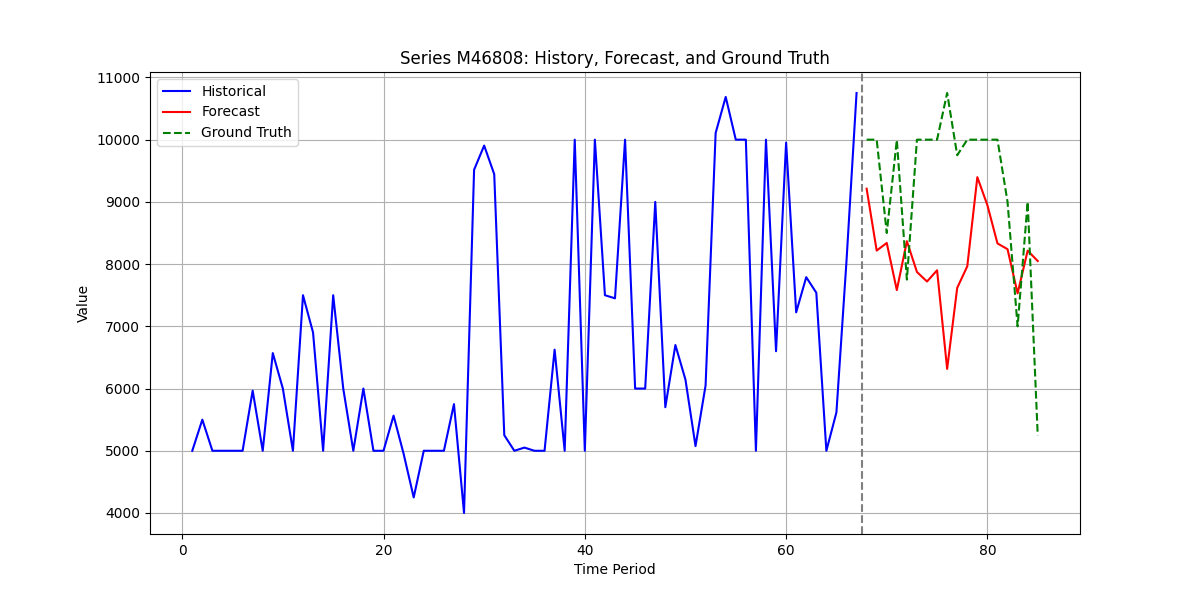 Series M46808: History, Forecast, and Ground Truth
11000
10000
9000
8000
7000
6000
5000
4000
Value
Historical
Forecast
Ground Truth
0
20
40
60
80
Time Period